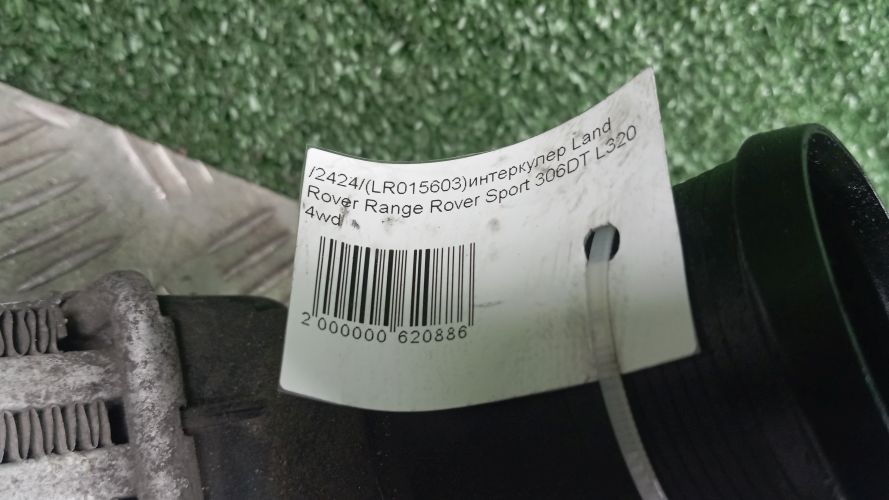 /2424/(LR015603)интеркулер Land
Rover Range Rover Sport 306DT L320
4wd
2 000000 620886